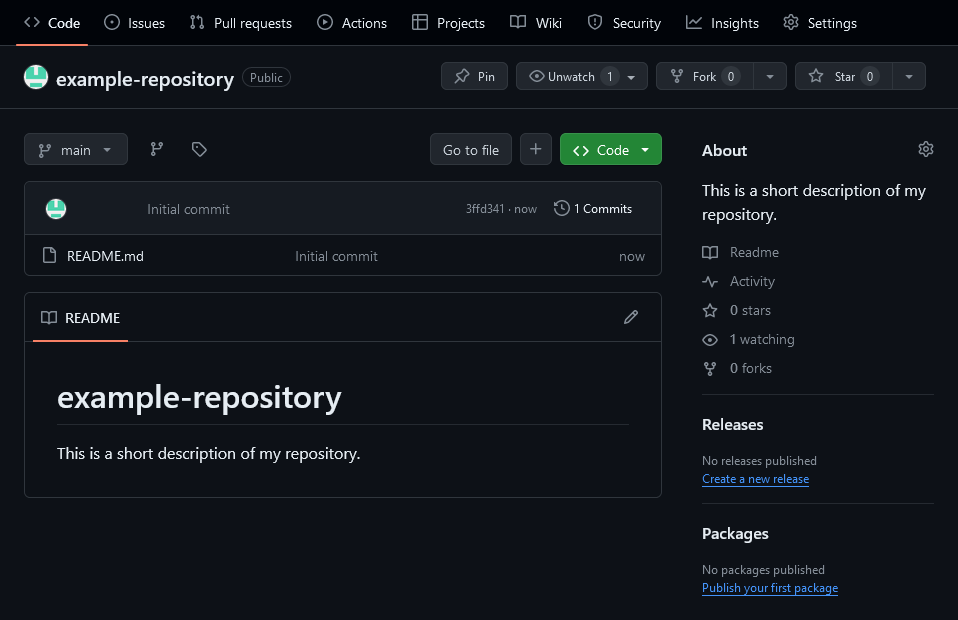 Code Issues Pull requests Actions Projects Wiki Security Insights Settings
example-repository Public Pin Unwatch 1 Fork 0 Star 0
main Go to file Code
Initial commit 3ffd341 · now 1 Commits
README.md Initial commit now
README
example-repository
This is a short description of my repository.
About
This is a short description of my
repository.
Readme
Activity
0 stars
1 watching
0 forks
Releases
No releases published
Create a new release
Packages
No packages published
Publish your first package